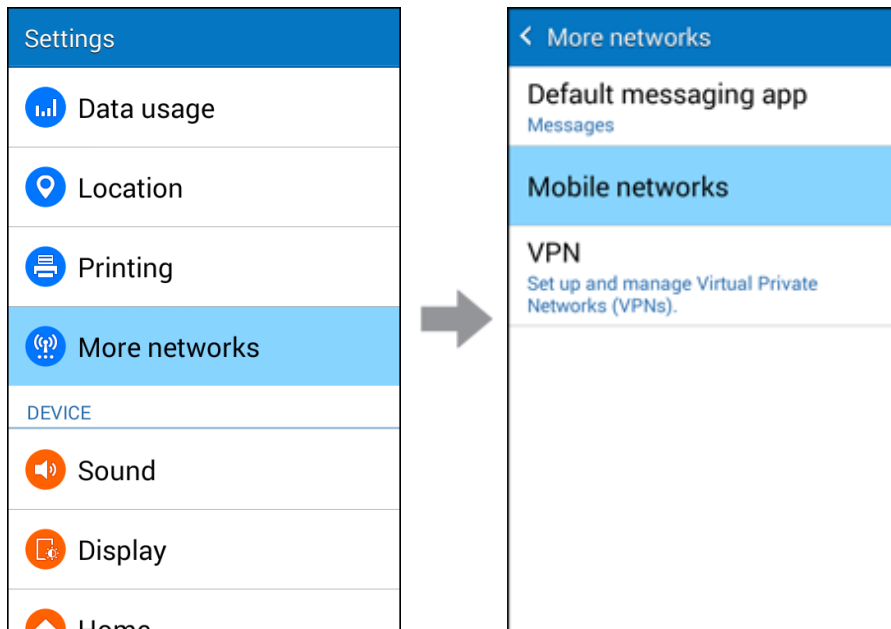 Settings
Data usage
Location
Printing
More networks
DEVICE
Sound
Display
Home
More networks
Default messaging app
Messages
Mobile networks
VPN
Set up and manage Virtual Private
Networks (VPNs).